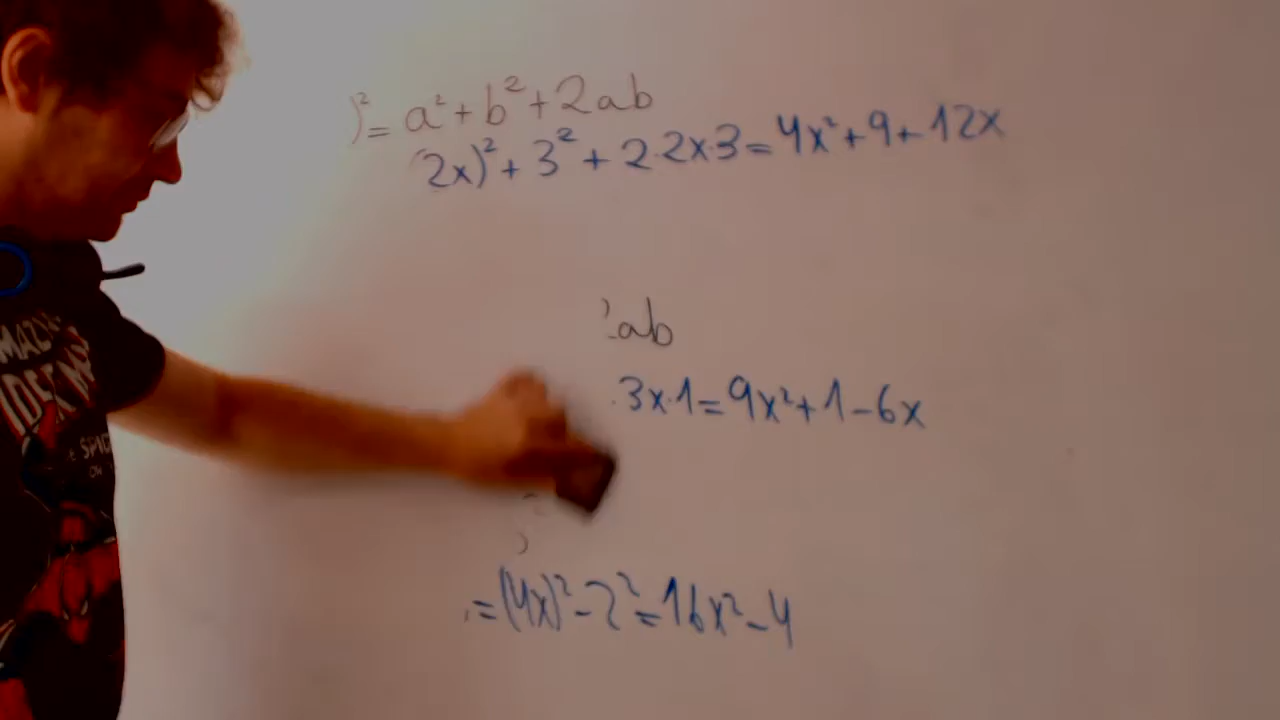 )² = a² + b² + 2ab
2x)² + 3² + 2·2x·3 = 4x² + 9 + 12x
ab
3x·1 = 9x² + 1 - 6x
= (4x)² - 2² = 16x² - 4